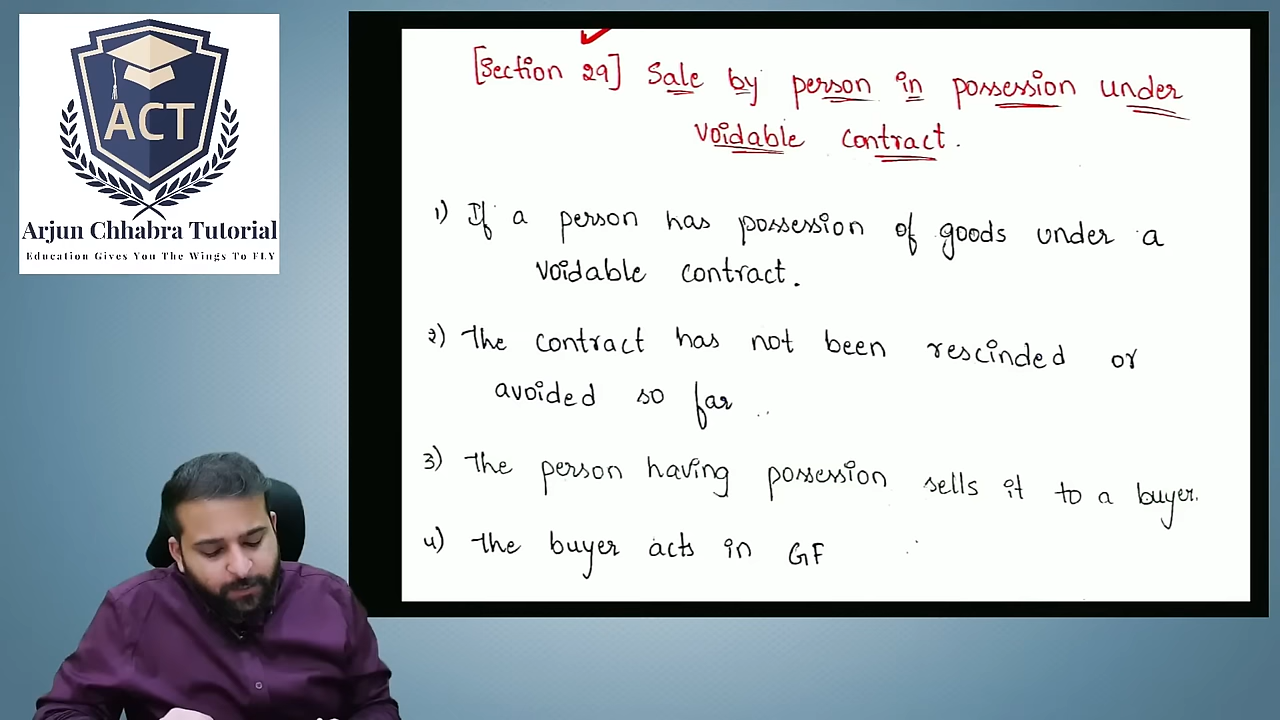 ACT
Arjun Chhabra Tutorial
Education Gives You The Wings To FLY
[Section 29] Sale by person in possession under
voidable contract.
1) If a person has possession of goods under a
voidable contract.
2) The contract has not been rescinded or
avoided so far ..
3) The person having possession sells it to a buyer.
4) The buyer acts in GF